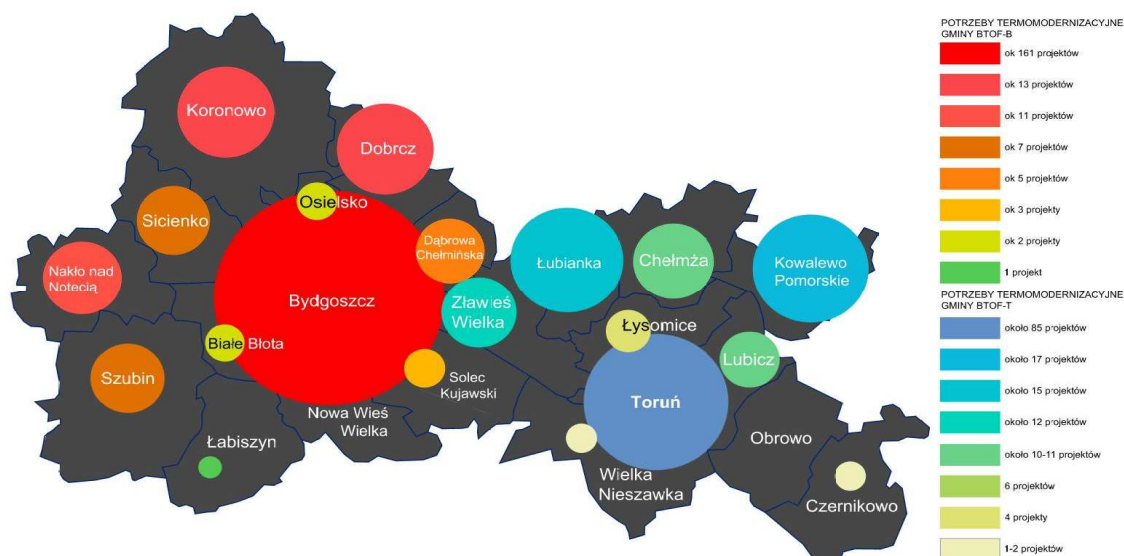 Koronowo
Dobrcz
Osielsko
Sicienko
Dąbrowa
Chełmińska
Nakło nad
Notecią
Bydgoszcz
Zławieś
Wielka
Łubianka
Chełmża
Kowalewo
Pomorskie
Białe Błota
Łysomice
Lubicz
Szubin
Solec
Kujawski
Nowa Wieś
Wielka
Toruń
Łabiszyn
Obrowo
Wielka
Nieszawka
Czernikowo
POTRZEBY TERMOMODERNIZACYJNE
GMINY BTOF-B
ok 161 projektów
ok 13 projektów
ok 11 projektów
ok 7 projektów
ok 5 projektów
ok 3 projekty
ok 2 projekty
1 projekt
POTRZEBY TERMOMODERNIZACYJNE
GMINY BTOF-T
około 85 projektów
około 17 projektów
około 15 projektów
około 12 projektów
około 10-11 projektów
6 projektów
4 projekty
1-2 projektów